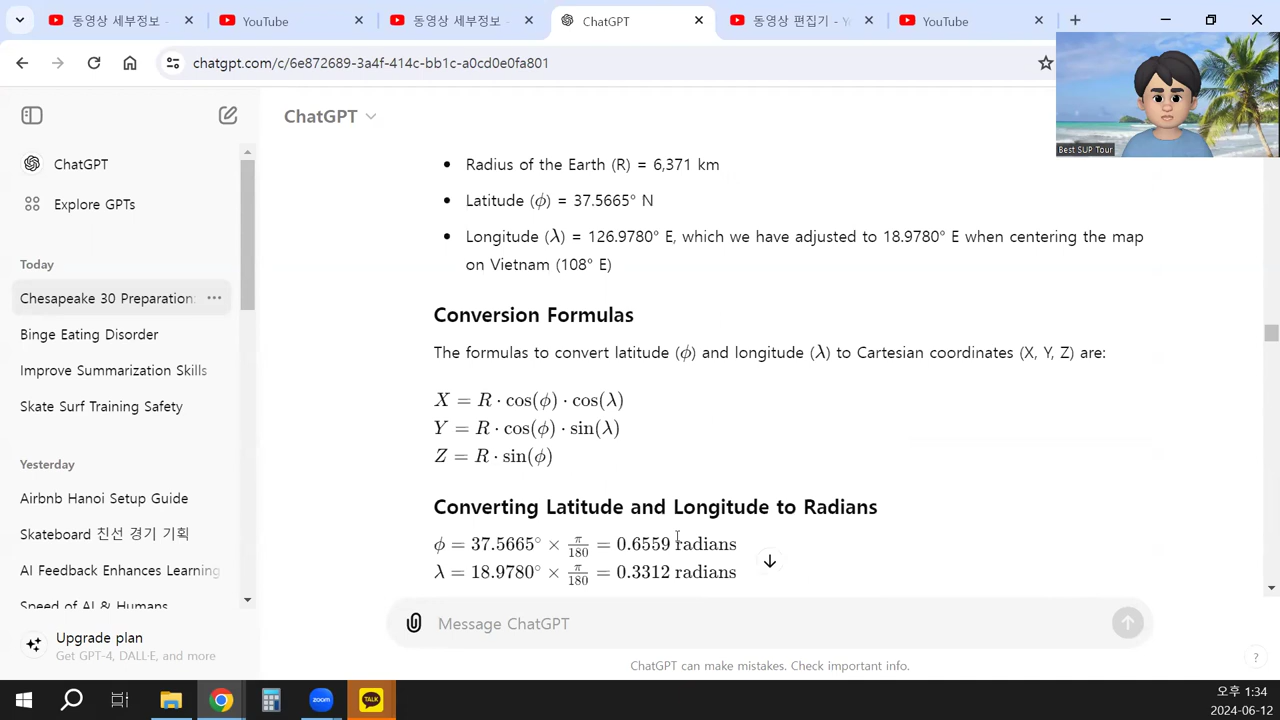 동영상 세부정보 -
YouTube
동영상 세부정보 -
ChatGPT
동영상 편집기 -
YouTube
chatgpt.com/c/6e872689-3a4f-414c-bb1c-a0cd0e0fa801
Best SUP Tour
ChatGPT
ChatGPT
Explore GPTs
Today
Chesapeake 30 Preparation:
Binge Eating Disorder
Improve Summarization Skills
Skate Surf Training Safety
Yesterday
Airbnb Hanoi Setup Guide
Skateboard 친선 경기 기획
AI Feedback Enhances Learning
Speed of AI & Humans
Upgrade plan
Get GPT-4, DALL·E, and more
• Radius of the Earth (R) = 6,371 km
• Latitude (ϕ) = 37.5665° N
• Longitude (λ) = 126.9780° E, which we have adjusted to 18.9780° E when centering the map
on Vietnam (108° E)
Conversion Formulas
The formulas to convert latitude (ϕ) and longitude (λ) to Cartesian coordinates (X, Y, Z) are:
X = R · cos(ϕ) · cos(λ)
Y = R · cos(ϕ) · sin(λ)
Z = R · sin(ϕ)
Converting Latitude and Longitude to Radians
ϕ = 37.5665° × π/180 = 0.6559 radians
λ = 18.9780° × π/180 = 0.3312 radians
Message ChatGPT
ChatGPT can make mistakes. Check important info.
?
zoom
TALK
오후 1:34
2024-06-12